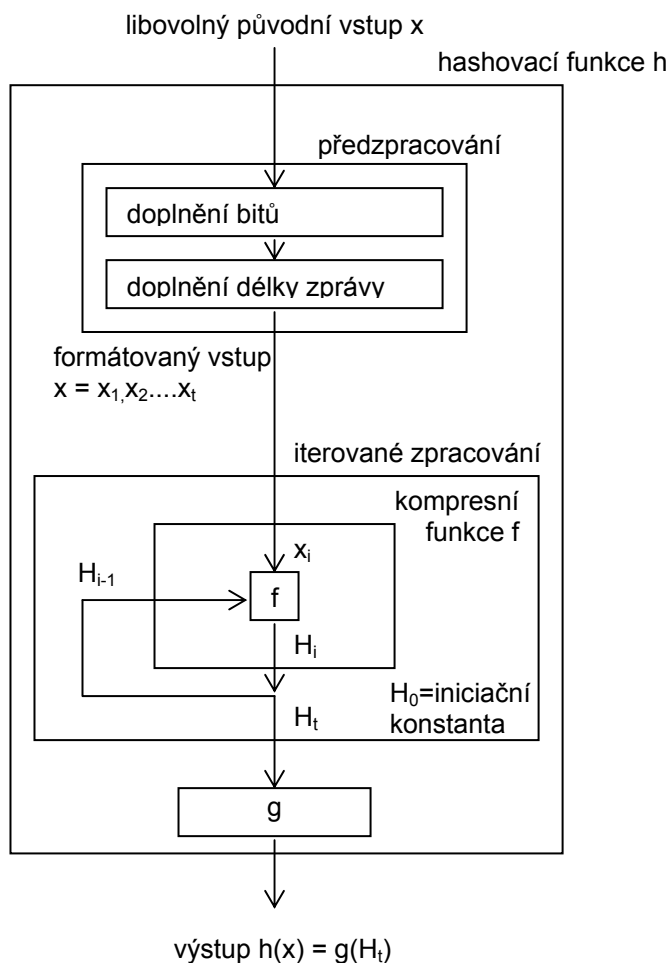 libovolný původní vstup x
hashovací funkce h
předzpracování
doplnění bitů
doplnění délky zprávy
formátovaný vstup
x = x₁,x₂....xₜ
iterované zpracování
kompresní
funkce f
xᵢ
Hᵢ₋₁
f
Hᵢ
H₀=iniciační
konstanta
Hₜ
g
výstup h(x) = g(Hₜ)